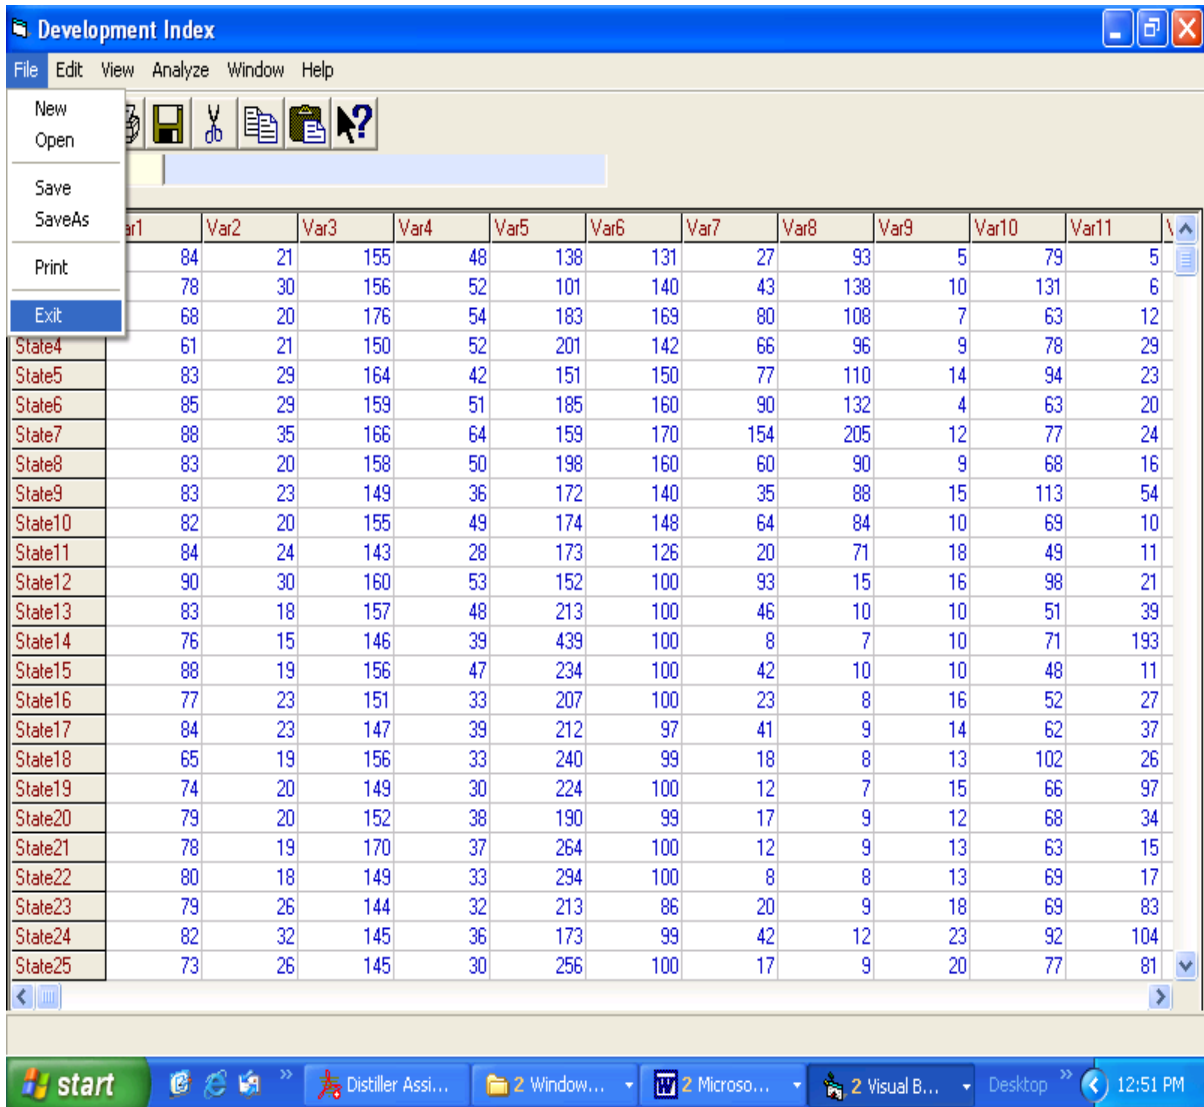 Development Index
File Edit View Analyze Window Help
New
Open
Save
SaveAs
Print
Exit
ar1 Var2 Var3 Var4 Var5 Var6 Var7 Var8 Var9 Var10 Var11
84 21 155 48 138 131 27 93 5 79 5
78 30 156 52 101 140 43 138 10 131 6
68 20 176 54 183 169 80 108 7 63 12
State4 61 21 150 52 201 142 66 96 9 78 29
State5 83 29 164 42 151 150 77 110 14 94 23
State6 85 29 159 51 185 160 90 132 4 63 20
State7 88 35 166 64 159 170 154 205 12 77 24
State8 83 20 158 50 198 160 60 90 9 68 16
State9 83 23 149 36 172 140 35 88 15 113 54
State10 82 20 155 49 174 148 64 84 10 69 10
State11 84 24 143 28 173 126 20 71 18 49 11
State12 90 30 160 53 152 100 93 15 16 98 21
State13 83 18 157 48 213 100 46 10 10 51 39
State14 76 15 146 39 439 100 8 7 10 71 193
State15 88 19 156 47 234 100 42 10 10 48 11
State16 77 23 151 33 207 100 23 8 16 52 27
State17 84 23 147 39 212 97 41 9 14 62 37
State18 65 19 156 33 240 99 18 8 13 102 26
State19 74 20 149 30 224 100 12 7 15 66 97
State20 79 20 152 38 190 99 17 9 12 68 34
State21 78 19 170 37 264 100 12 9 13 63 15
State22 80 18 149 33 294 100 8 8 13 69 17
State23 79 26 144 32 213 86 20 9 18 69 83
State24 82 32 145 36 173 99 42 12 23 92 104
State25 73 26 145 30 256 100 17 9 20 77 81
start » Distiller Assi... 2 Window... 2 Microso... 2 Visual B... Desktop » 12:51 PM